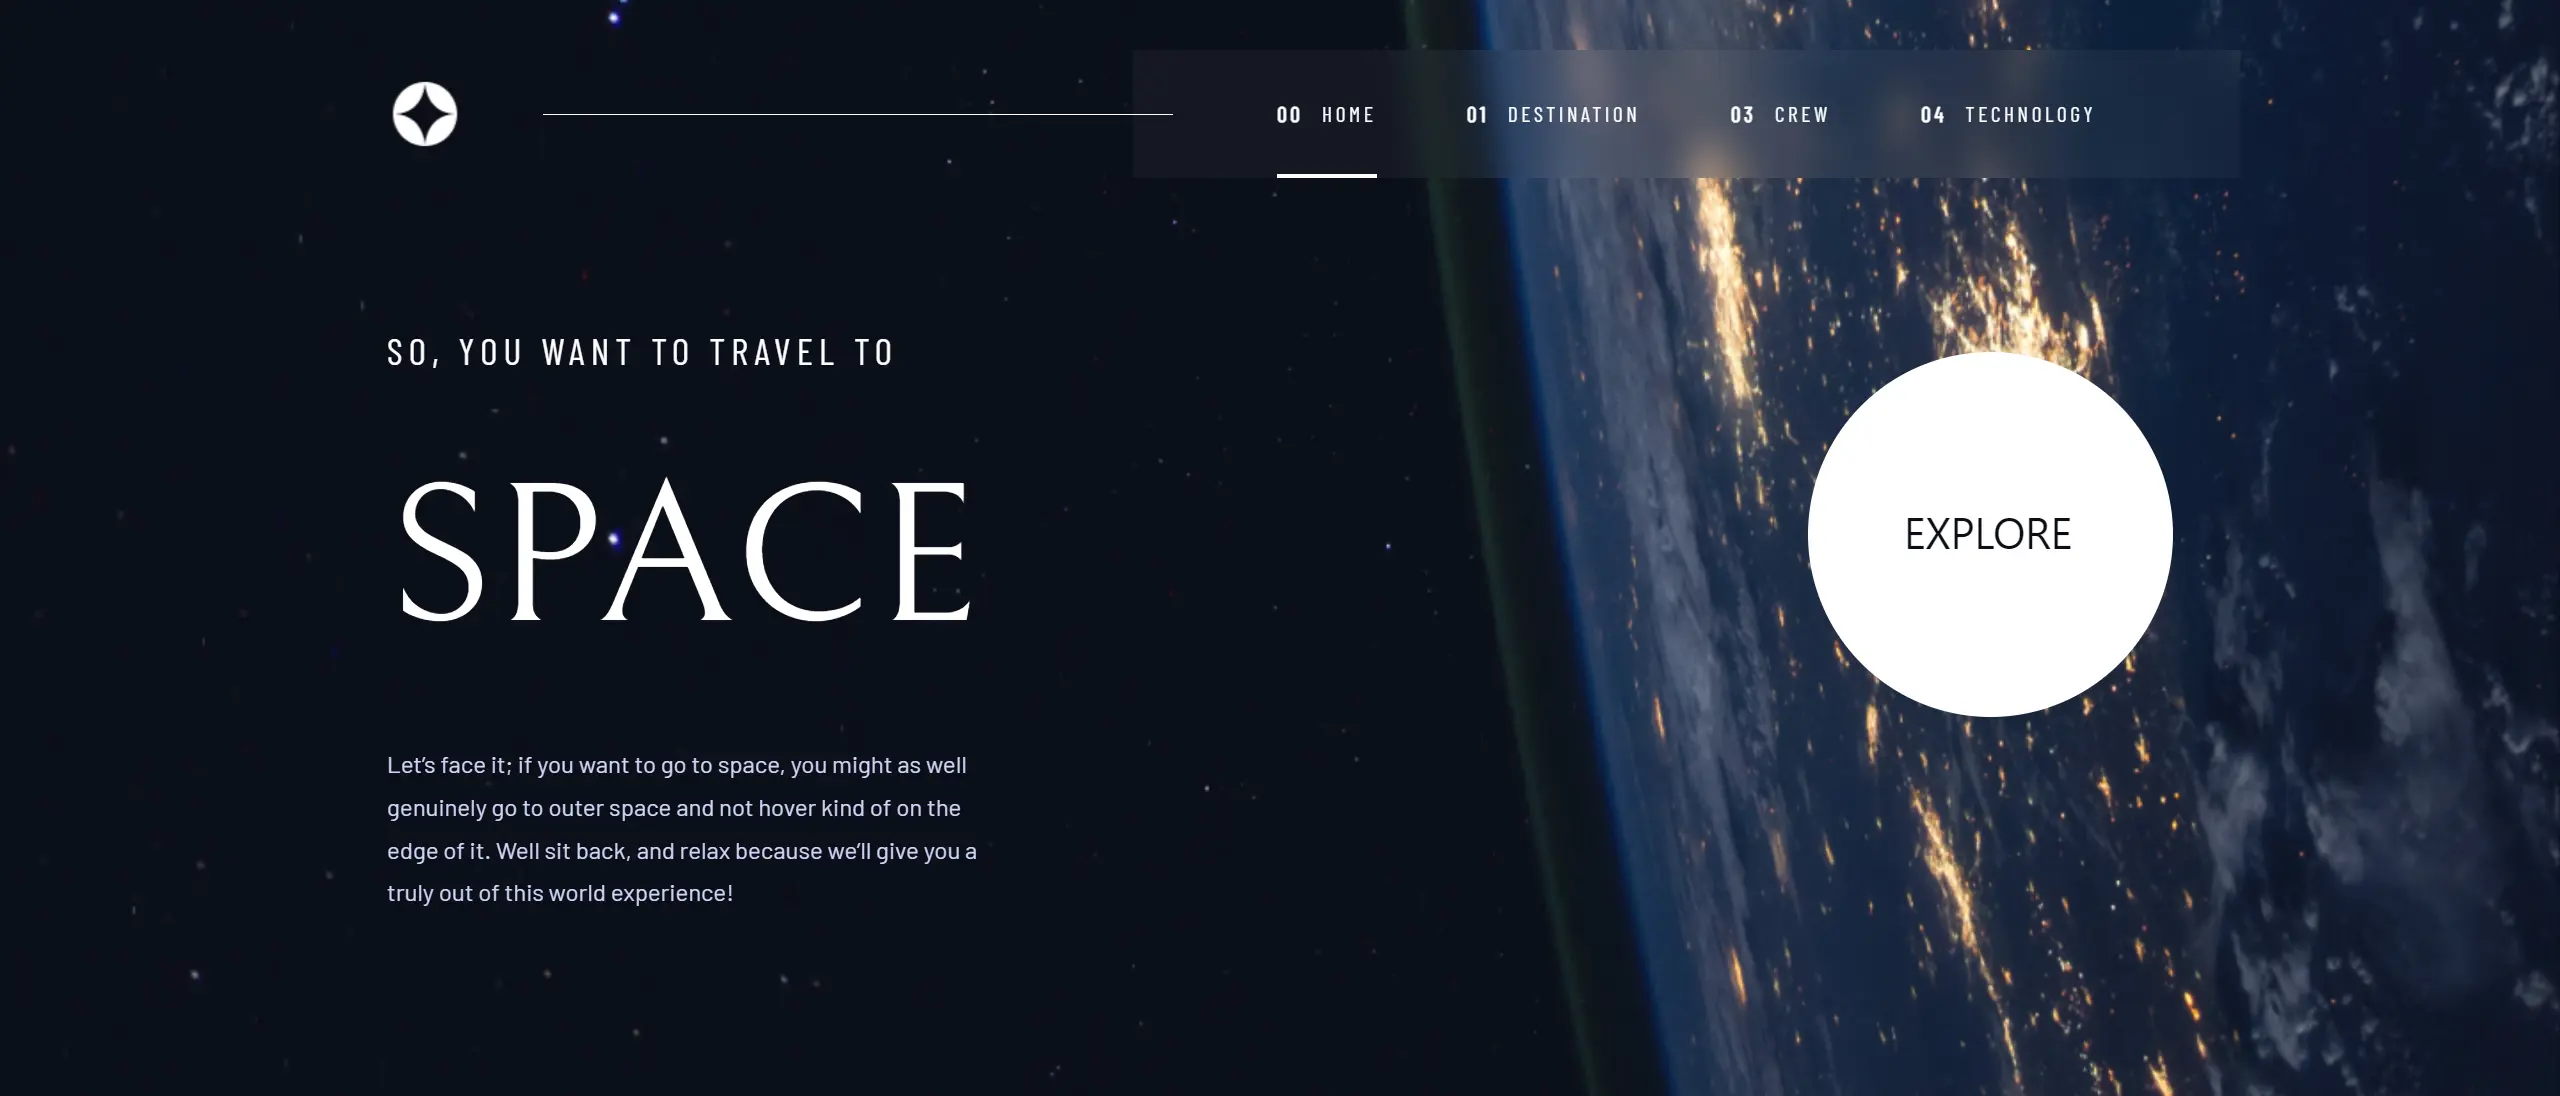 00 HOME 01 DESTINATION 03 CREW 04 TECHNOLOGY
SO, YOU WANT TO TRAVEL TO
SPACE
EXPLORE
Let’s face it; if you want to go to space, you might as well
genuinely go to outer space and not hover kind of on the
edge of it. Well sit back, and relax because we’ll give you a
truly out of this world experience!